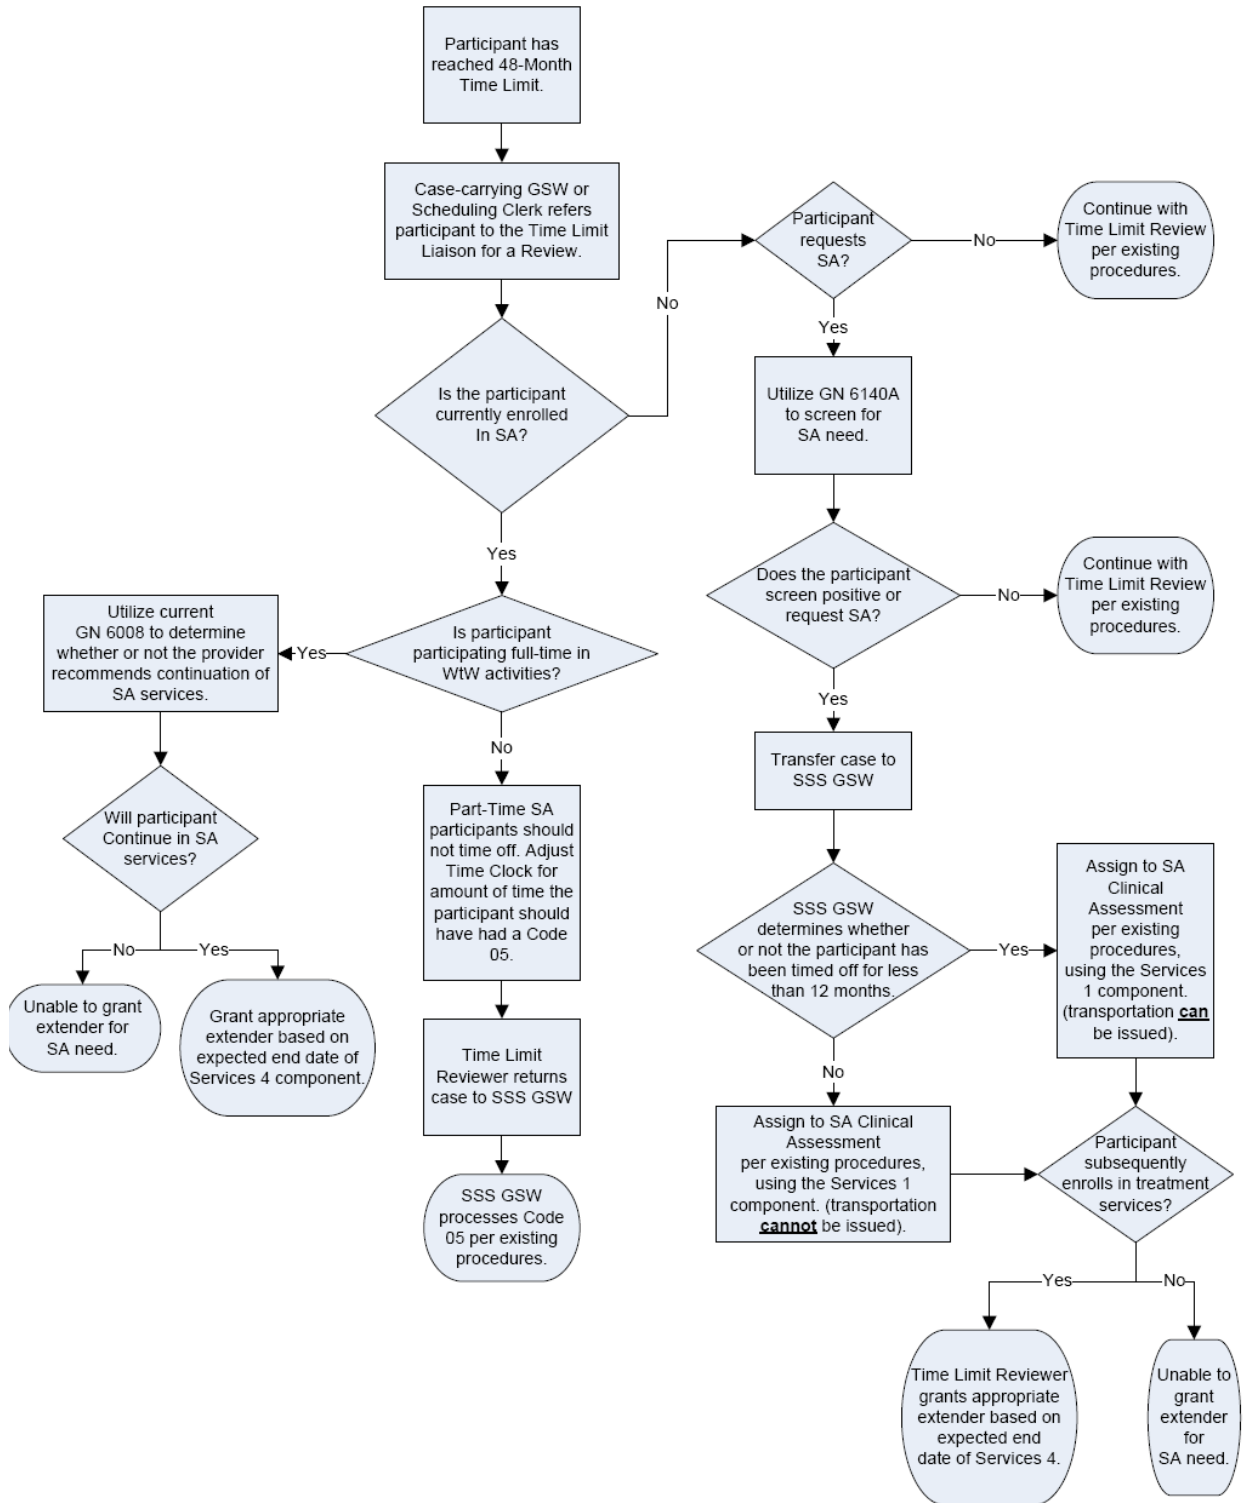 Participant has
reached 48-Month
Time Limit.
Case-carrying GSW or
Scheduling Clerk refers
participant to the Time Limit
Liaison for a Review.
Is the participant
currently enrolled
In SA?
No
Participant
requests
SA?
No
Continue with
Time Limit Review
per existing
procedures.
Yes
Utilize GN 6140A
to screen for
SA need.
Does the participant
screen positive or
request SA?
No
Continue with
Time Limit Review
per existing
procedures.
Yes
Transfer case to
SSS GSW
SSS GSW
determines whether
or not the participant has
been timed off for less
than 12 months.
Yes
Assign to SA
Clinical
Assessment
per existing
procedures,
using the Services
1 component.
(transportation can
be issued).
No
Assign to SA Clinical
Assessment
per existing procedures,
using the Services 1
component. (transportation
cannot be issued).
Participant
subsequently
enrolls in treatment
services?
Yes
No
Time Limit Reviewer
grants appropriate
extender based on
expected end
date of Services 4.
Unable to
grant
extender
for
SA need.
Yes
Is participant
participating full-time in
WtW activities?
Yes
Utilize current
GN 6008 to determine
whether or not the provider
recommends continuation of
SA services.
Will participant
Continue in SA
services?
No
Yes
Unable to grant
extender for
SA need.
Grant appropriate
extender based on
expected end date of
Services 4 component.
No
Part-Time SA
participants should
not time off. Adjust
Time Clock for
amount of time the
participant should
have had a Code
05.
Time Limit
Reviewer returns
case to SSS GSW
SSS GSW
processes Code
05 per existing
procedures.